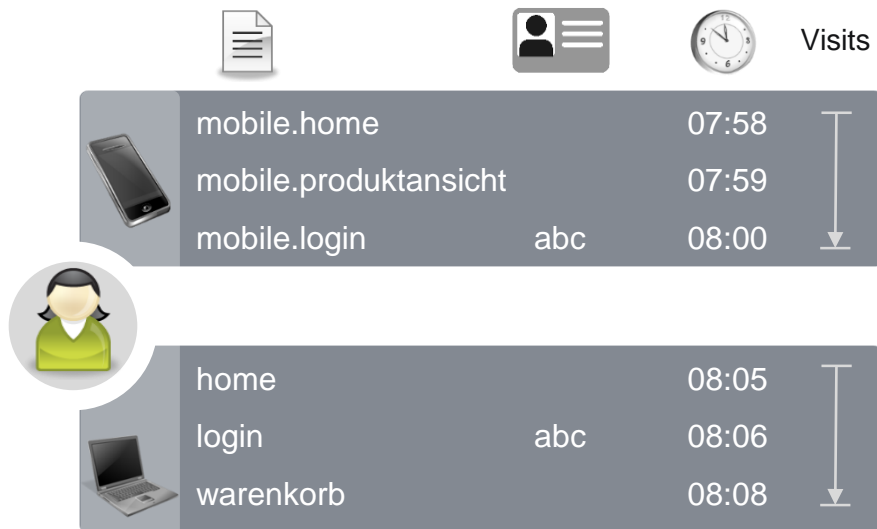 Visits
mobile.home 07:58
mobile.produktansicht 07:59
mobile.login abc 08:00
home 08:05
login abc 08:06
warenkorb 08:08